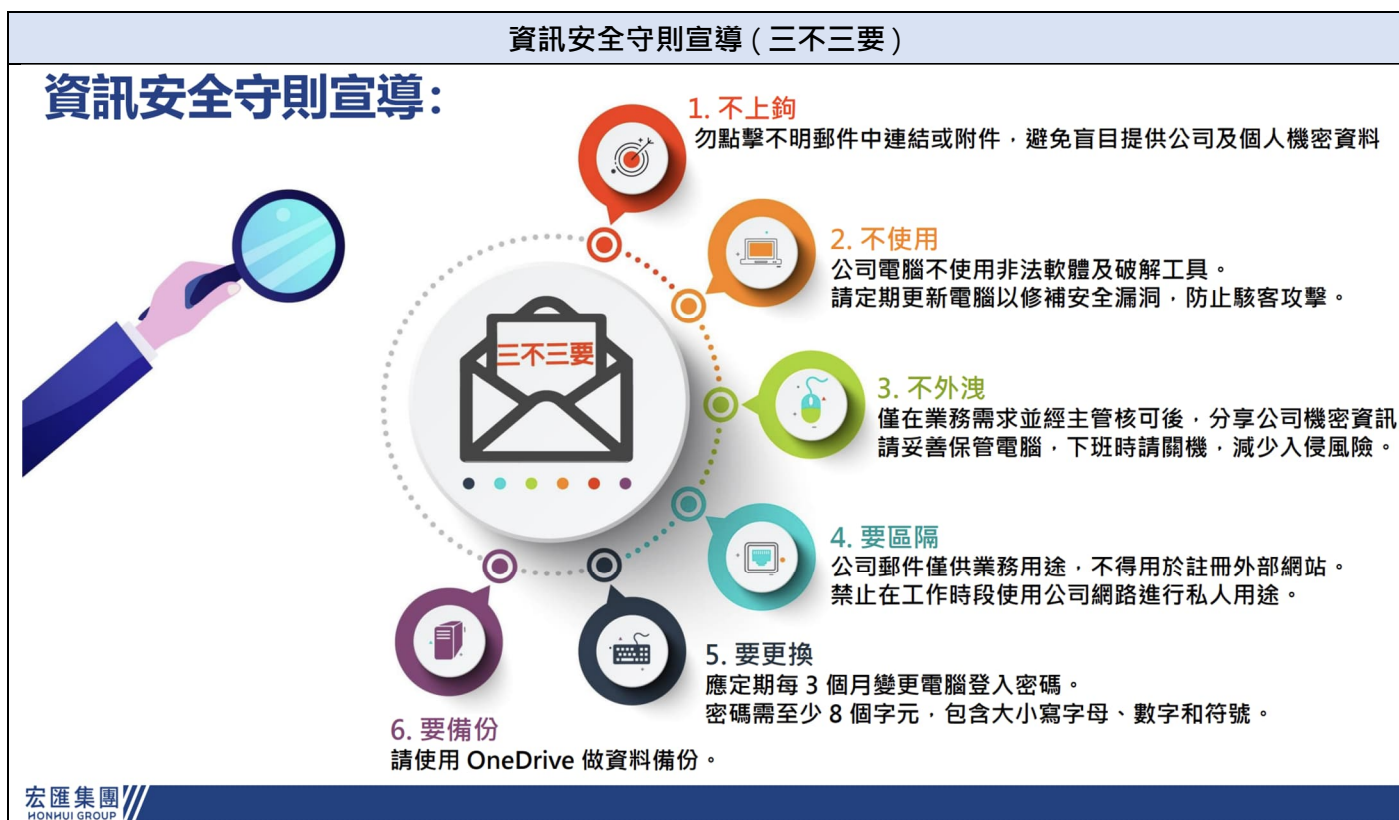 資訊安全守則宣導（三不三要）
資訊安全守則宣導：
1. 不上鉤
勿點擊不明郵件中連結或附件，避免盲目提供公司及個人機密資料
2. 不使用
公司電腦不使用非法軟體及破解工具。
請定期更新電腦以修補安全漏洞，防止駭客攻擊。
三不三要
3. 不外洩
僅在業務需求並經主管核可後，分享公司機密資訊
請妥善保管電腦，下班時請關機，減少入侵風險。
4. 要區隔
公司郵件僅供業務用途，不得用於註冊外部網站。
禁止在工作時段使用公司網路進行私人用途。
5. 要更換
應定期每 3 個月變更電腦登入密碼。
密碼需至少 8 個字元，包含大小寫字母、數字和符號。
6. 要備份
請使用 OneDrive 做資料備份。
宏匯集團
HONHUI GROUP